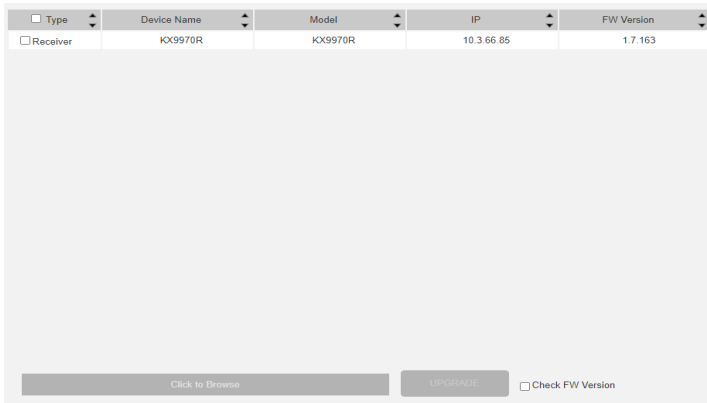 Type Device Name Model IP FW Version
Receiver KX9970R KX9970R 10.3.66.85 1.7.163
Click to Browse UPGRADE Check FW Version